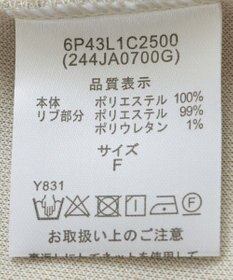 6P43L1C2500
(244JA0700G)
品質表示
本体 ポリエステル 100%
リブ部分 ポリエステル 99%
ポリウレタン 1%
サイズ
F
Y831
お取扱い上のご注意